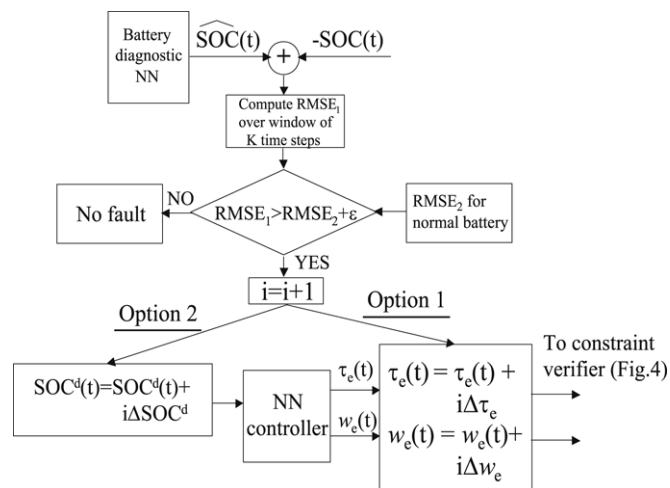 Battery
diagnostic
NN
$\widehat{SOC}$(t)
-SOC(t)
+
Compute RMSE₁
over window of
K time steps
No fault
NO
RMSE₁>RMSE₂+ε
RMSE₂ for
normal battery
YES
i=i+1
Option 2
Option 1
SOCᵈ(t)=SOCᵈ(t)+
iΔSOCᵈ
NN
controller
τₑ(t)
wₑ(t)
τₑ(t) = τₑ(t) +
iΔτₑ
wₑ(t) = wₑ(t)+
iΔwₑ
To constraint
verifier (Fig.4)